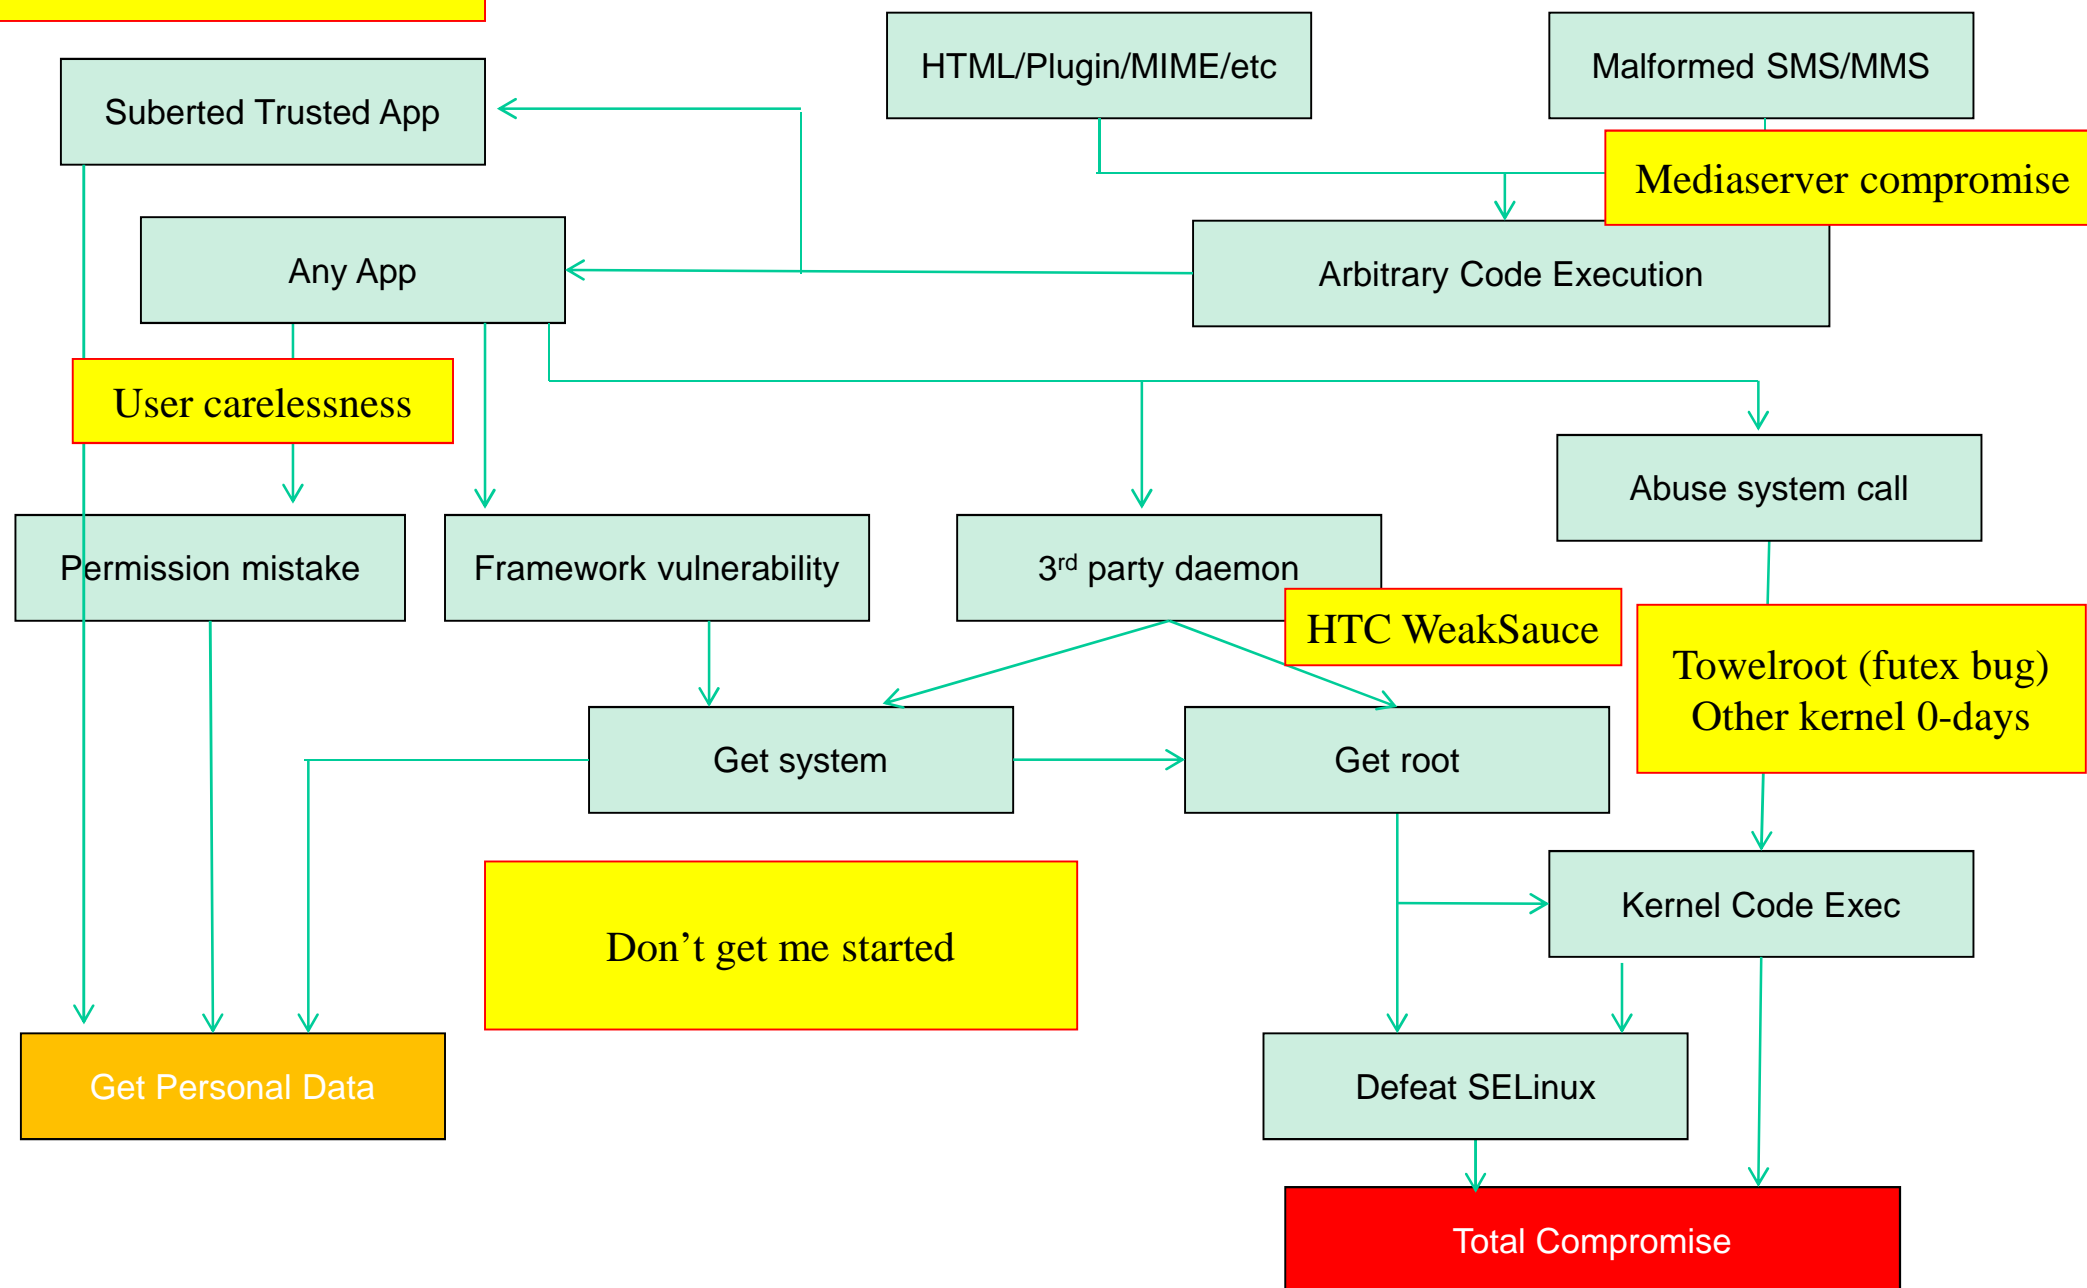 HTML/Plugin/MIME/etc
Malformed SMS/MMS
Suberted Trusted App
Mediaserver compromise
Any App
Arbitrary Code Execution
User carelessness
Abuse system call
Permission mistake
Framework vulnerability
3rd party daemon
HTC WeakSauce
Towelroot (futex bug)
Other kernel 0-days
Get system
Get root
Kernel Code Exec
Don’t get me started
Get Personal Data
Defeat SELinux
Total Compromise